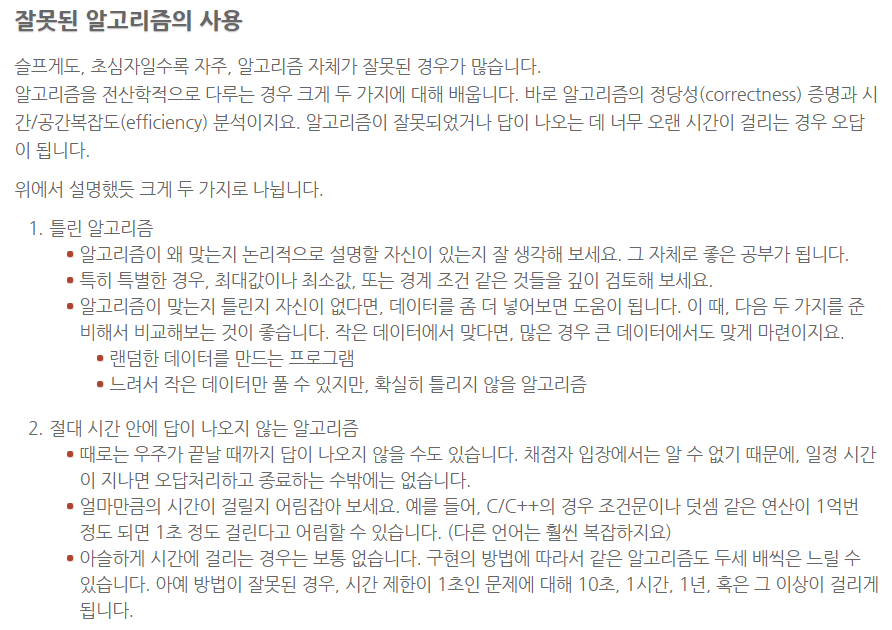 잘못된 알고리즘의 사용
슬프게도, 초심자일수록 자주, 알고리즘 자체가 잘못된 경우가 많습니다.
알고리즘을 전산학적으로 다루는 경우 크게 두 가지에 대해 배웁니다. 바로 알고리즘의 정당성(correctness) 증명과 시
간/공간복잡도(efficiency) 분석이지요. 알고리즘이 잘못되었거나 답이 나오는 데 너무 오랜 시간이 걸리는 경우 오답
이 됩니다.
위에서 설명했듯 크게 두 가지로 나뉩니다.
1. 틀린 알고리즘
• 알고리즘이 왜 맞는지 논리적으로 설명할 자신이 있는지 잘 생각해 보세요. 그 자체로 좋은 공부가 됩니다.
• 특히 특별한 경우, 최대값이나 최소값, 또는 경계 조건 같은 것들을 깊이 검토해 보세요.
• 알고리즘이 맞는지 틀린지 자신이 없다면, 데이터를 좀 더 넣어보면 도움이 됩니다. 이 때, 다음 두 가지를 준
비해서 비교해보는 것이 좋습니다. 작은 데이터에서 맞다면, 많은 경우 큰 데이터에서도 맞게 마련이지요.
• 랜덤한 데이터를 만드는 프로그램
• 느려서 작은 데이터만 풀 수 있지만, 확실히 틀리지 않을 알고리즘
2. 절대 시간 안에 답이 나오지 않는 알고리즘
• 때로는 우주가 끝날 때까지 답이 나오지 않을 수도 있습니다. 채점자 입장에서는 알 수 없기 때문에, 일정 시간
이 지나면 오답처리하고 종료하는 수밖에는 없습니다.
• 얼마만큼의 시간이 걸릴지 어림잡아 보세요. 예를 들어, C/C++의 경우 조건문이나 덧셈 같은 연산이 1억번
정도 되면 1초 정도 걸린다고 어림할 수 있습니다. (다른 언어는 훨씬 복잡하지요)
• 아슬하게 시간에 걸리는 경우는 보통 없습니다. 구현의 방법에 따라서 같은 알고리즘도 두세 배씩은 느릴 수
있습니다. 아예 방법이 잘못된 경우, 시간 제한이 1초인 문제에 대해 10초, 1시간, 1년, 혹은 그 이상이 걸리게
됩니다.